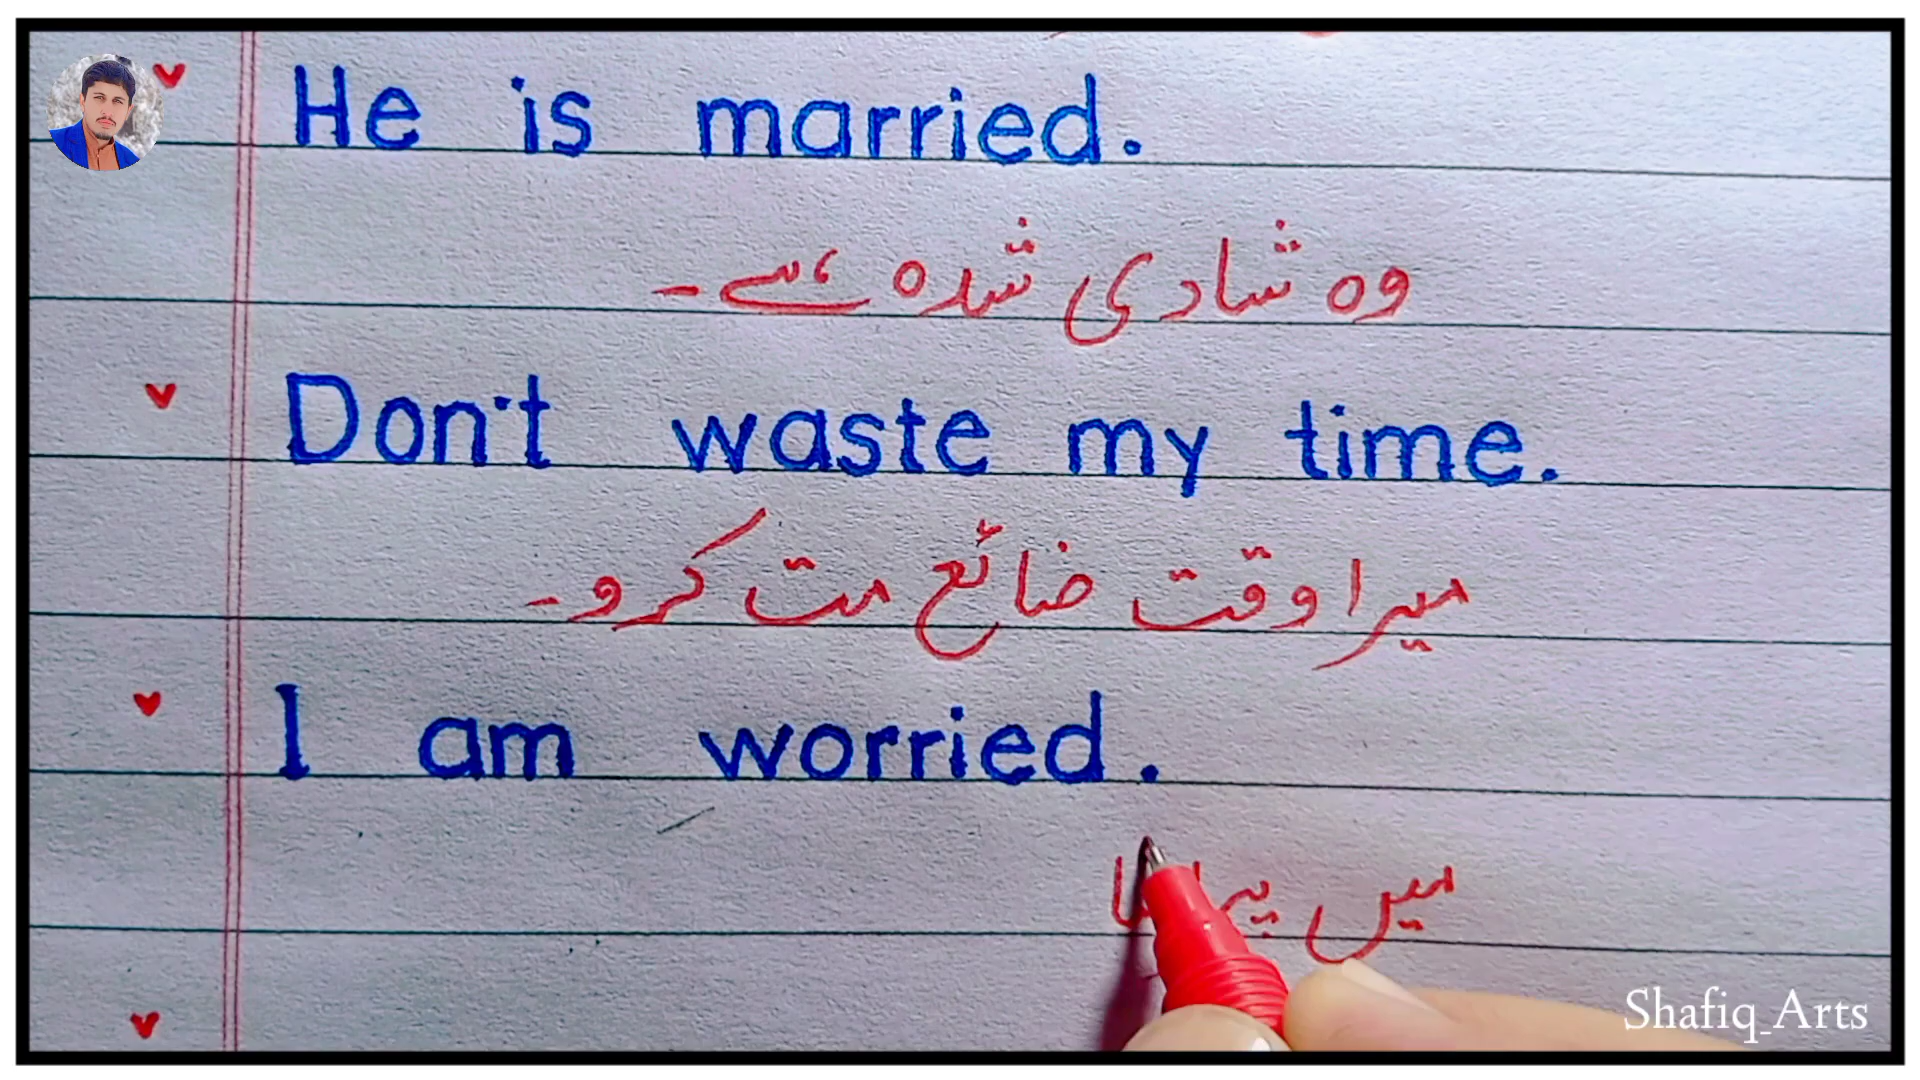 He is married.
وہ شادی شدہ ہے۔
Don't waste my time.
میرا وقت ضائع مت کرو۔
I am worried.
میں
Shafiq_Arts